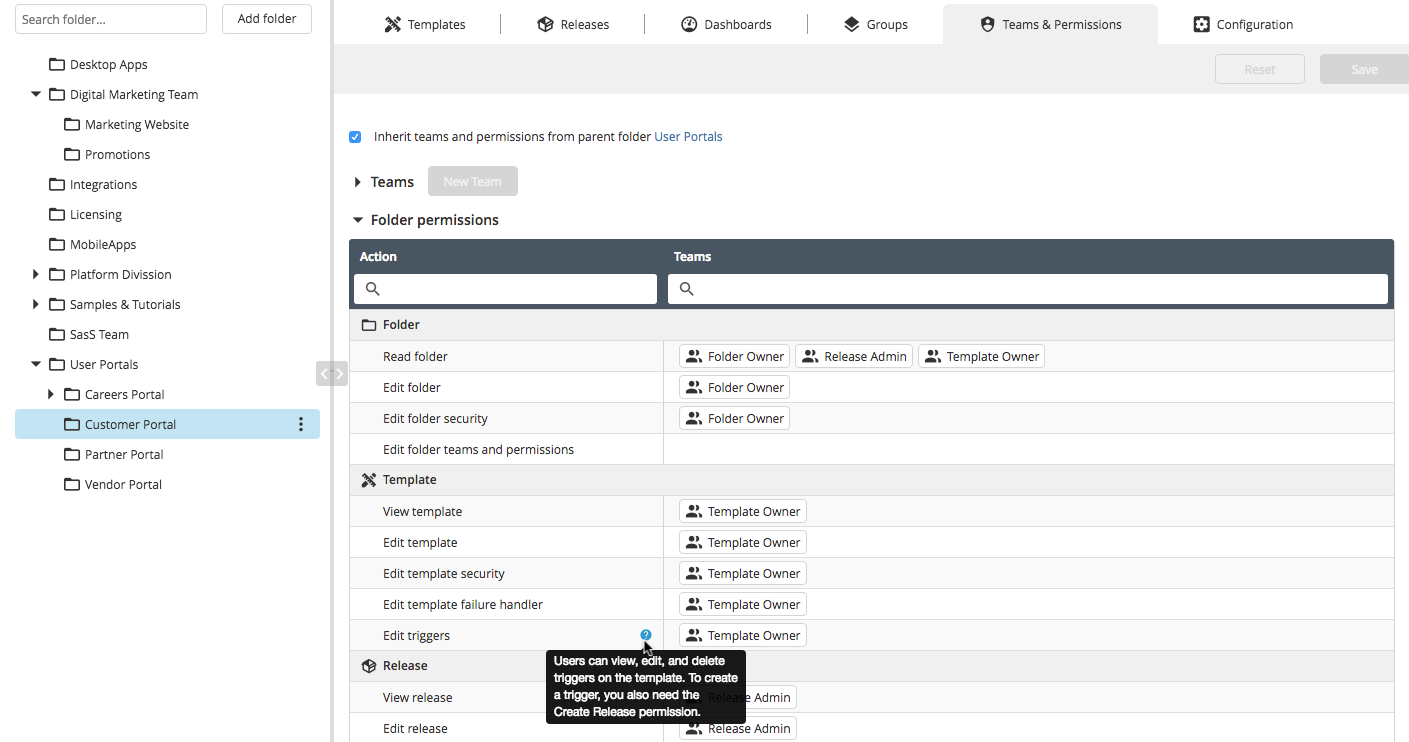 Search folder...
Add folder
Desktop Apps
Digital Marketing Team
Marketing Website
Promotions
Integrations
Licensing
MobileApps
Platform Divission
Samples & Tutorials
SasS Team
User Portals
Careers Portal
Customer Portal
Partner Portal
Vendor Portal
Templates Releases Dashboards Groups Teams & Permissions Configuration
Reset Save
Inherit teams and permissions from parent folder User Portals
Teams New Team
Folder permissions
Action Teams
Folder
Read folder Folder Owner Release Admin Template Owner
Edit folder Folder Owner
Edit folder security Folder Owner
Edit folder teams and permissions
Template
View template Template Owner
Edit template Template Owner
Edit template security Template Owner
Edit template failure handler Template Owner
Edit triggers ? Template Owner
Users can view, edit, and delete
triggers on the template. To create
a trigger, you also need the
Create Release permission.
Release
View release Release Admin
Edit release Release Admin